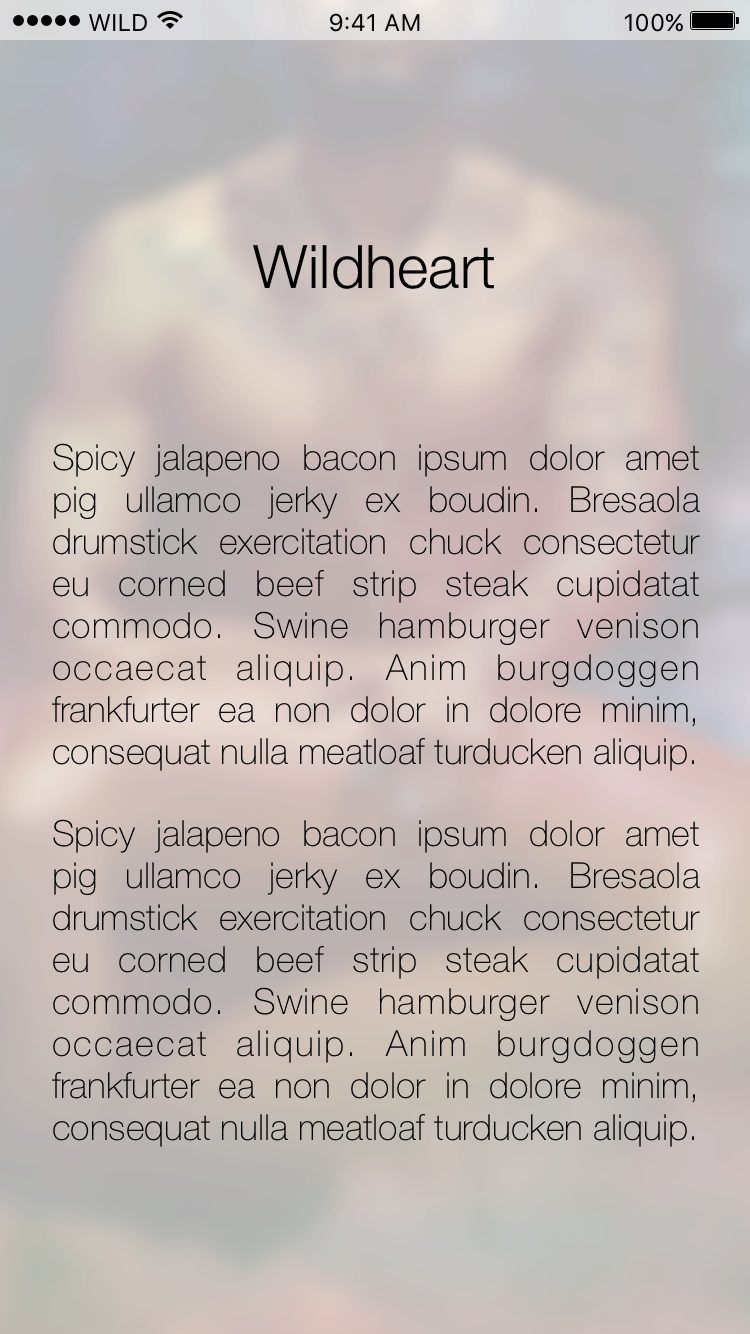 WILD 9:41 AM 100%
Wildheart
Spicy jalapeno bacon ipsum dolor amet
pig ullamco jerky ex boudin. Bresaola
drumstick exercitation chuck consectetur
eu corned beef strip steak cupidatat
commodo. Swine hamburger venison
occaecat aliquip. Anim burgdoggen
frankfurter ea non dolor in dolore minim,
consequat nulla meatloaf turducken aliquip.
Spicy jalapeno bacon ipsum dolor amet
pig ullamco jerky ex boudin. Bresaola
drumstick exercitation chuck consectetur
eu corned beef strip steak cupidatat
commodo. Swine hamburger venison
occaecat aliquip. Anim burgdoggen
frankfurter ea non dolor in dolore minim,
consequat nulla meatloaf turducken aliquip.